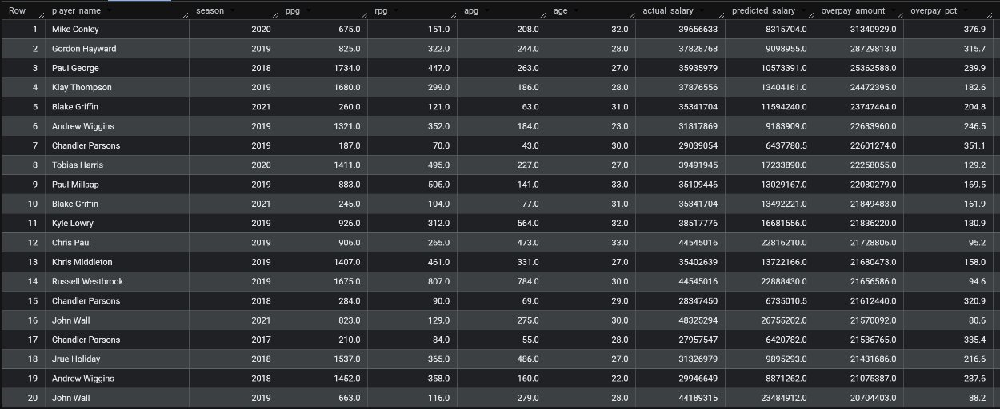 Row player_name season ppg rpg apg age actual_salary predicted_salary overpay_amount overpay_pct
1 Mike Conley 2020 675.0 151.0 208.0 32.0 39656633 8315704.0 31340929.0 376.9
2 Gordon Hayward 2019 825.0 322.0 244.0 28.0 37828768 9098955.0 28729813.0 315.7
3 Paul George 2018 1734.0 447.0 263.0 27.0 35935979 10573391.0 25362588.0 239.9
4 Klay Thompson 2019 1680.0 299.0 186.0 28.0 37876556 13404161.0 24472395.0 182.6
5 Blake Griffin 2021 260.0 121.0 63.0 31.0 35341704 11594240.0 23747464.0 204.8
6 Andrew Wiggins 2019 1321.0 352.0 184.0 23.0 31817869 9183909.0 22633960.0 246.5
7 Chandler Parsons 2019 187.0 70.0 43.0 30.0 29039054 6437780.5 22601274.0 351.1
8 Tobias Harris 2020 1411.0 495.0 227.0 27.0 39491945 17233890.0 22258055.0 129.2
9 Paul Millsap 2019 883.0 505.0 141.0 33.0 35109446 13029167.0 22080279.0 169.5
10 Blake Griffin 2021 245.0 104.0 77.0 31.0 35341704 13492221.0 21849483.0 161.9
11 Kyle Lowry 2019 926.0 312.0 564.0 32.0 38517776 16681556.0 21836220.0 130.9
12 Chris Paul 2019 906.0 265.0 473.0 33.0 44545016 22816210.0 21728806.0 95.2
13 Khris Middleton 2019 1407.0 461.0 331.0 27.0 35402639 13722166.0 21680473.0 158.0
14 Russell Westbrook 2019 1675.0 807.0 784.0 30.0 44545016 22888430.0 21656586.0 94.6
15 Chandler Parsons 2018 284.0 90.0 69.0 29.0 28347450 6735010.5 21612440.0 320.9
16 John Wall 2021 823.0 129.0 275.0 30.0 48325294 26755202.0 21570092.0 80.6
17 Chandler Parsons 2017 210.0 84.0 55.0 28.0 27957547 6420782.0 21536765.0 335.4
18 Jrue Holiday 2018 1537.0 365.0 486.0 27.0 31326979 9895293.0 21431686.0 216.6
19 Andrew Wiggins 2018 1452.0 358.0 160.0 22.0 29946649 8871262.0 21075387.0 237.6
20 John Wall 2019 663.0 116.0 279.0 28.0 44189315 23484912.0 20704403.0 88.2